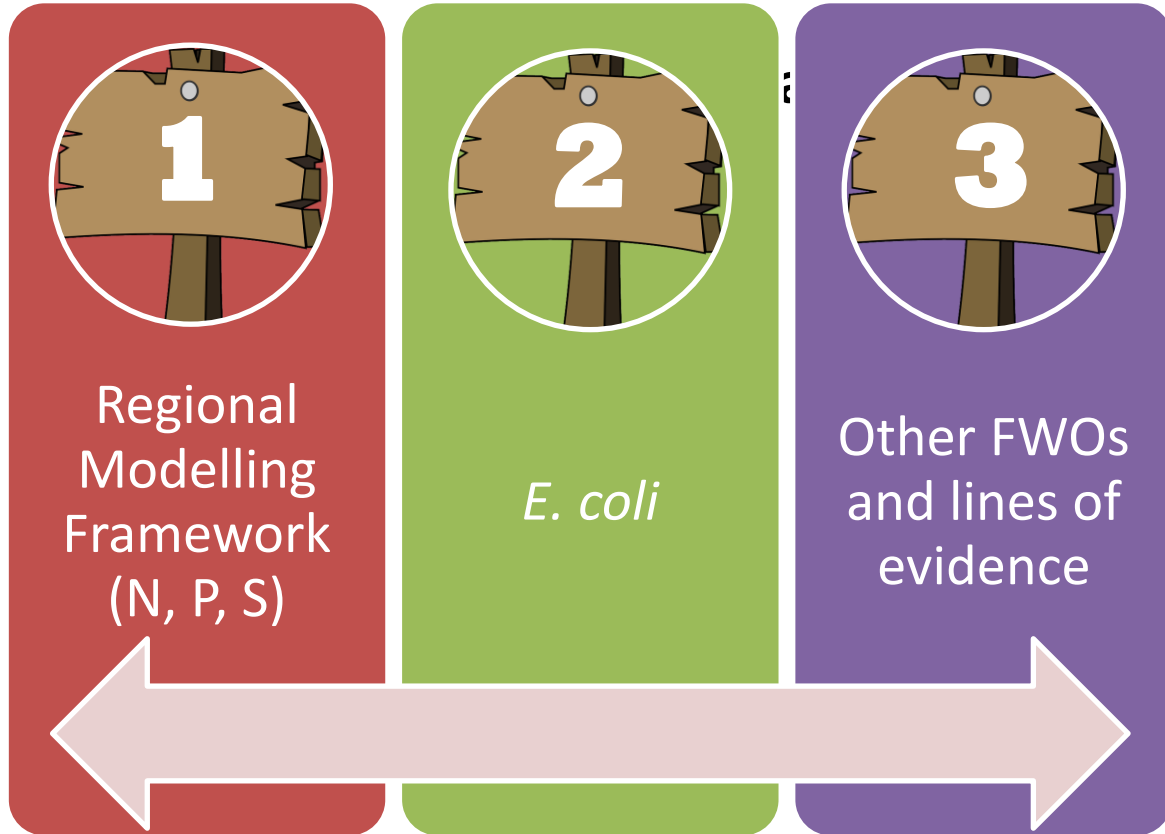 1
Regional
Modelling
Framework
(N, P, S)
2
E. coli
3
Other FWOs
and lines of
evidence